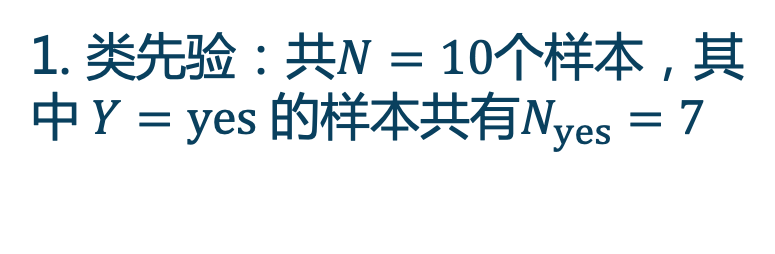 1. 类先验：共N = 10个样本，其
中 Y = yes 的样本共有N_yes = 7